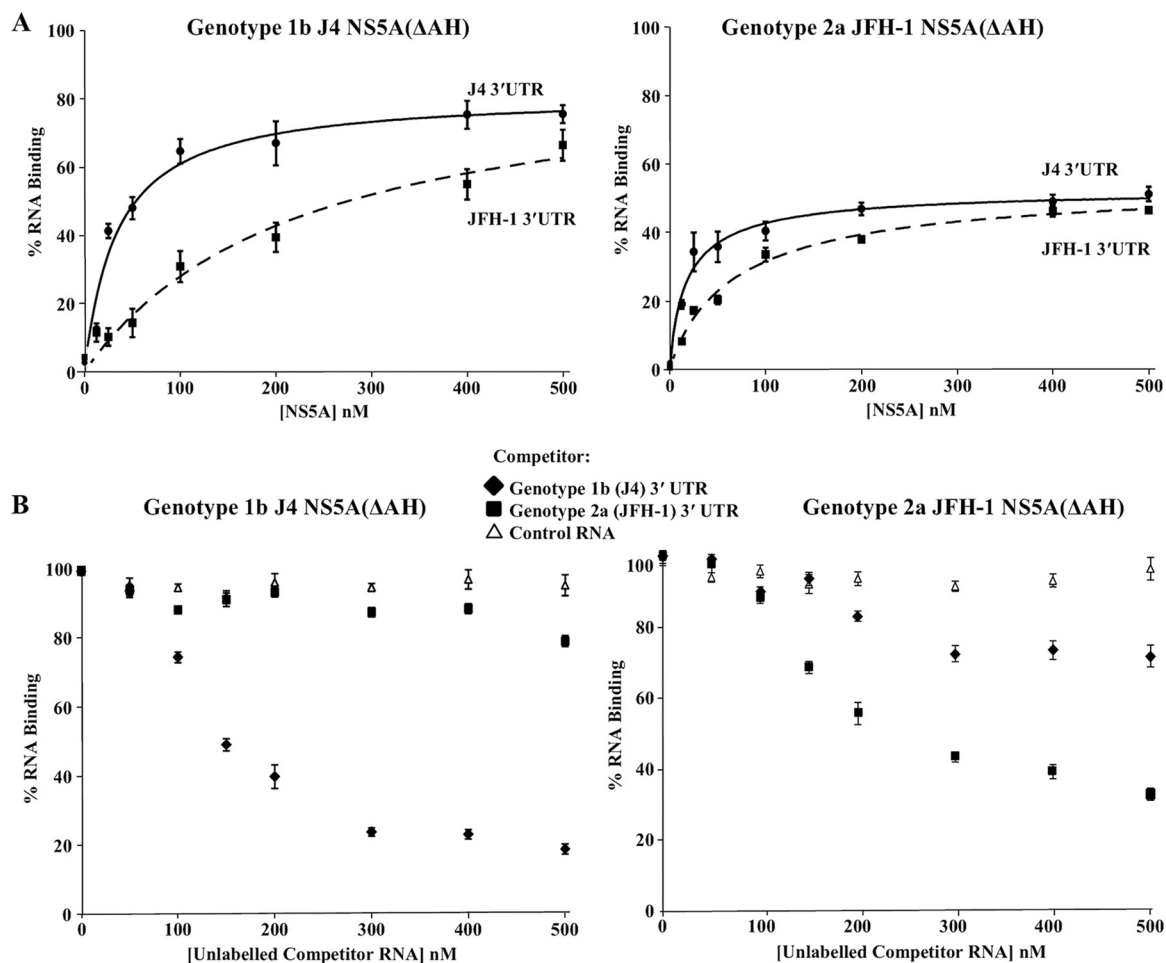 A
Genotype 1b J4 NS5A(ΔAH)
% RNA Binding
100
80
60
40
20
0
J4 3′UTR
JFH-1 3′UTR
0 100 200 300 400 500
[NS5A] nM
Genotype 2a JFH-1 NS5A(ΔAH)
% RNA Binding
100
80
60
40
20
0
J4 3′UTR
JFH-1 3′UTR
0 100 200 300 400 500
[NS5A] nM
Competitor:
Genotype 1b (J4) 3′ UTR
Genotype 2a (JFH-1) 3′ UTR
Control RNA
B
Genotype 1b J4 NS5A(ΔAH)
% RNA Binding
100
80
60
40
20
0
0 100 200 300 400 500
[Unlabelled Competitor RNA] nM
Genotype 2a JFH-1 NS5A(ΔAH)
% RNA Binding
100
80
60
40
20
0
0 100 200 300 400 500
[Unlabelled Competitor RNA] nM